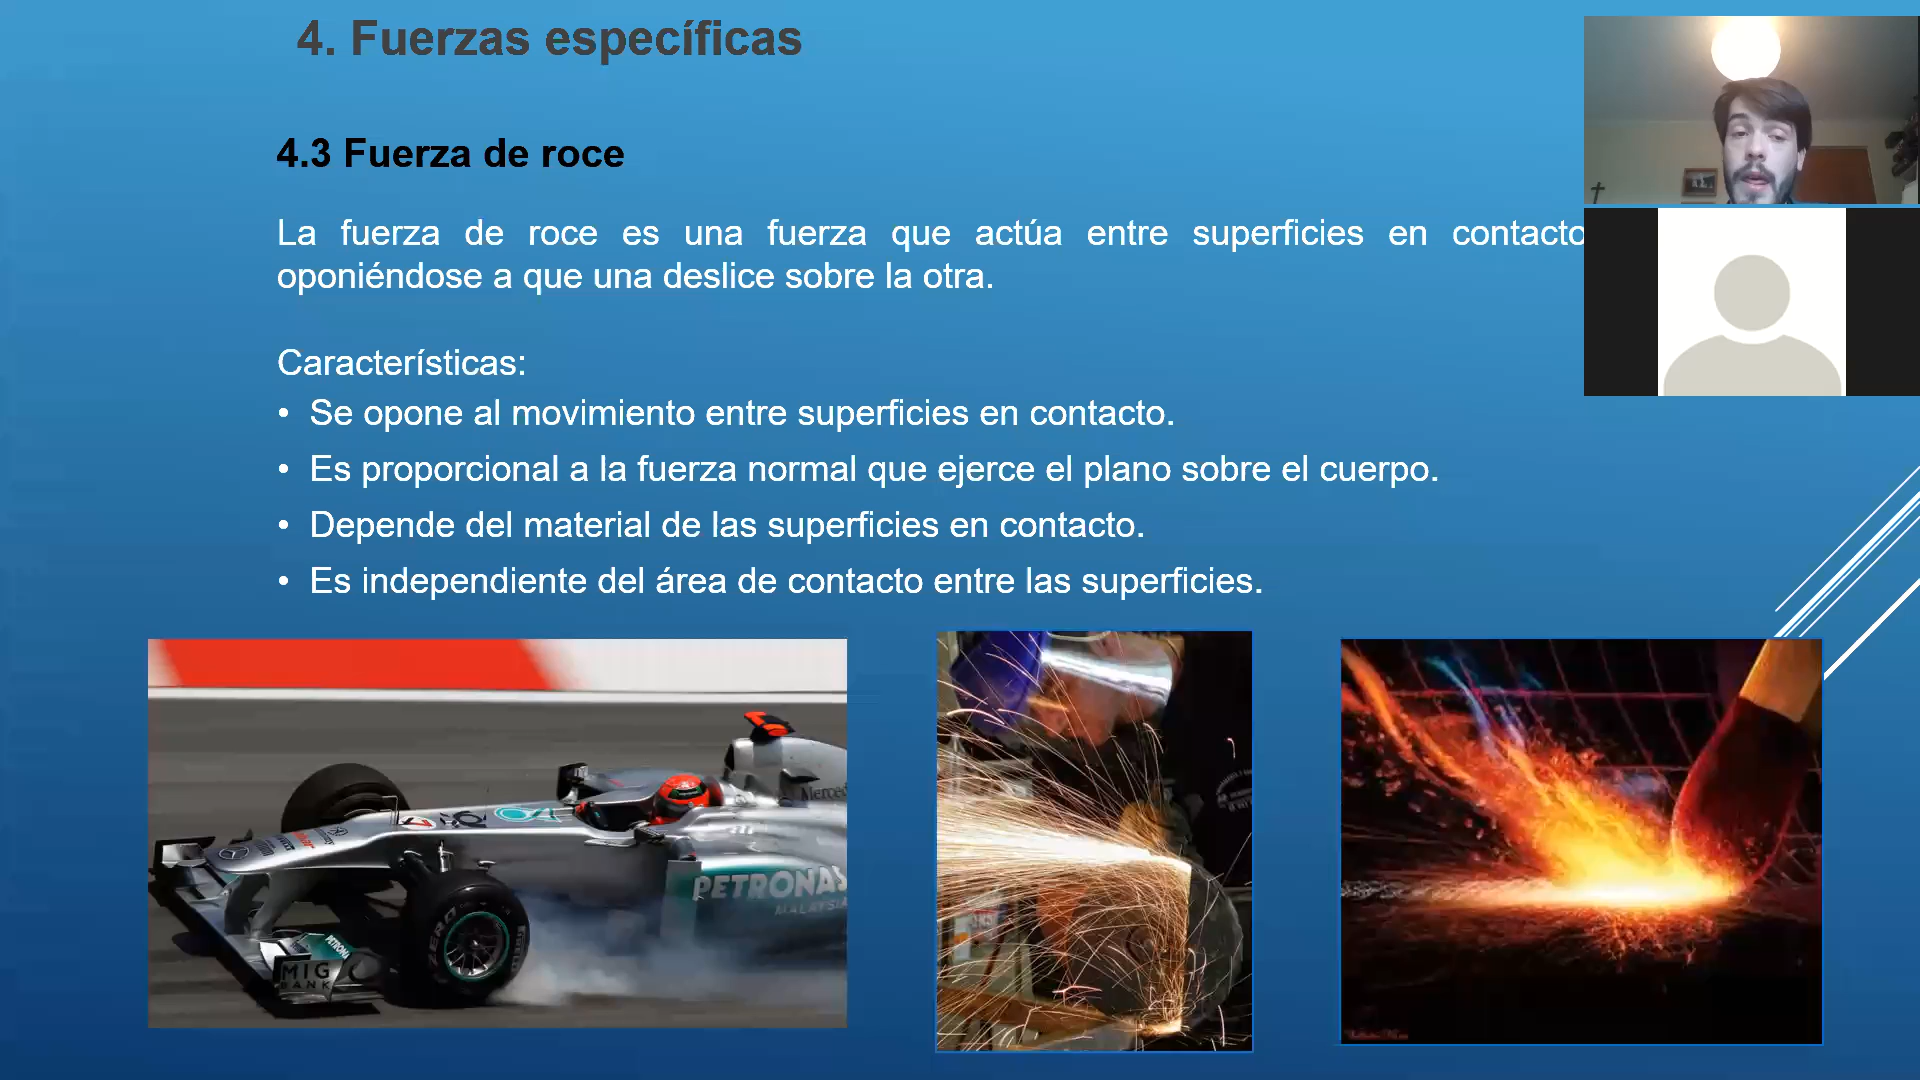 4. Fuerzas específicas
4.3 Fuerza de roce
La fuerza de roce es una fuerza que actúa entre superficies en contacto
oponiéndose a que una deslice sobre la otra.
Características:
• Se opone al movimiento entre superficies en contacto.
• Es proporcional a la fuerza normal que ejerce el plano sobre el cuerpo.
• Depende del material de las superficies en contacto.
• Es independiente del área de contacto entre las superficies.
Merced
PETRONAS
MALAYSIA
ZERO
PETRONAS
MIG
BANK